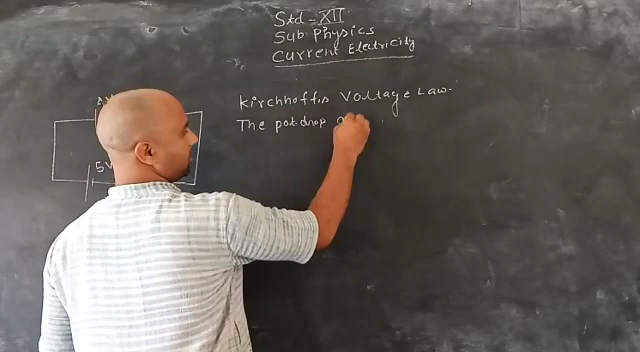 Std - XII
Sub Physics
Current Electricity
Kirchhoff's Voltage Law-
The pot.drop
5V